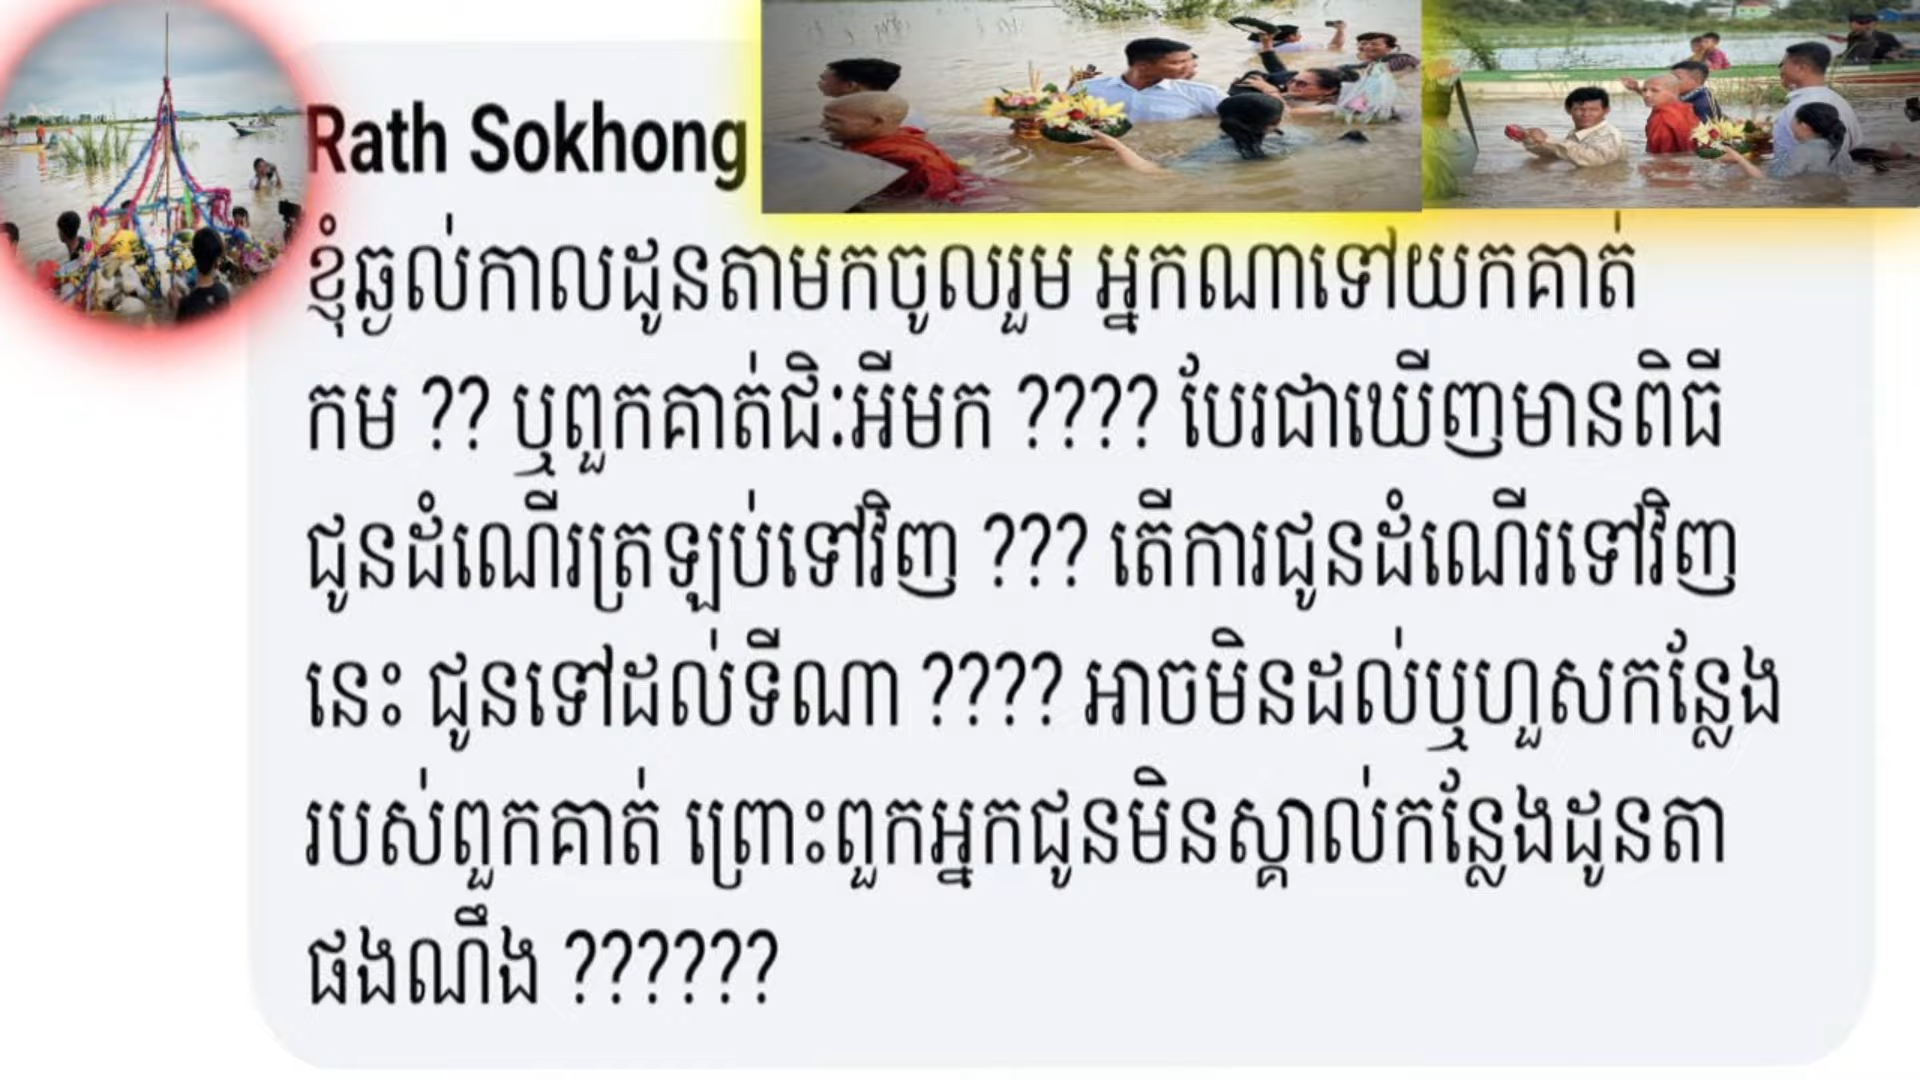 Rath Sokhong
ខ្ញុំឆ្ងល់កាលដូនតាមកចូលរួម អ្នកណាទៅយកគាត់
កម ?? ឬពួកគាត់ជិៈអីមក ???? បែរជាឃើញមានពិធី
ជូនដំណើរត្រឡប់ទៅវិញ ??? តើការជូនដំណើរទៅវិញ
នេះ ជូនទៅដល់ទីណា ???? អាចមិនដល់ឬហួសកន្លែង
របស់ពួកគាត់ ព្រោះពួកអ្នកជូនមិនស្គាល់កន្លែងដូនតា
ផងណឹង ??????